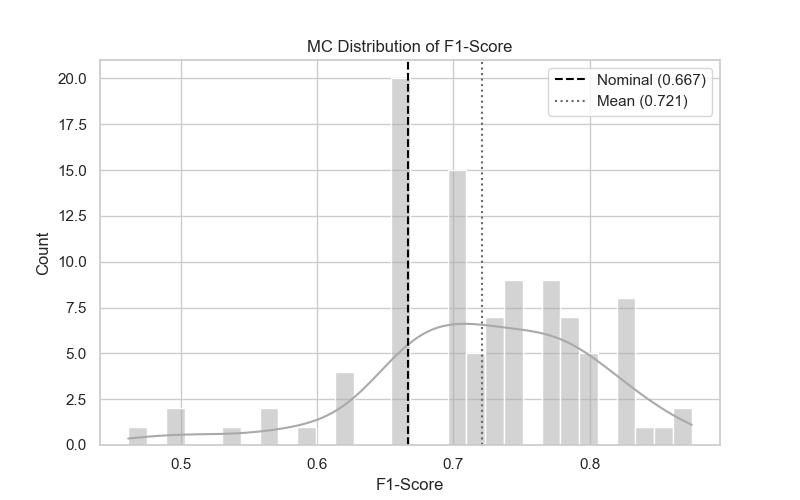 MC Distribution of F1-Score
Nominal (0.667)
Mean (0.721)
20.0
17.5
15.0
12.5
10.0
7.5
5.0
2.5
0.0
Count
0.5 0.6 0.7 0.8
F1-Score